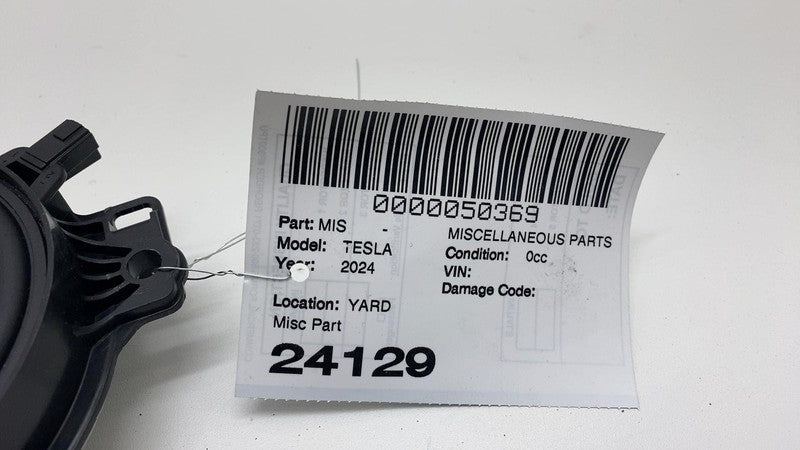 0000050369
Part: MIS - MISCELLANEOUS PARTS
Model: TESLA Condition: 0cc
Year: 2024 VIN:
Damage Code:
Location: YARD
Misc Part
24129